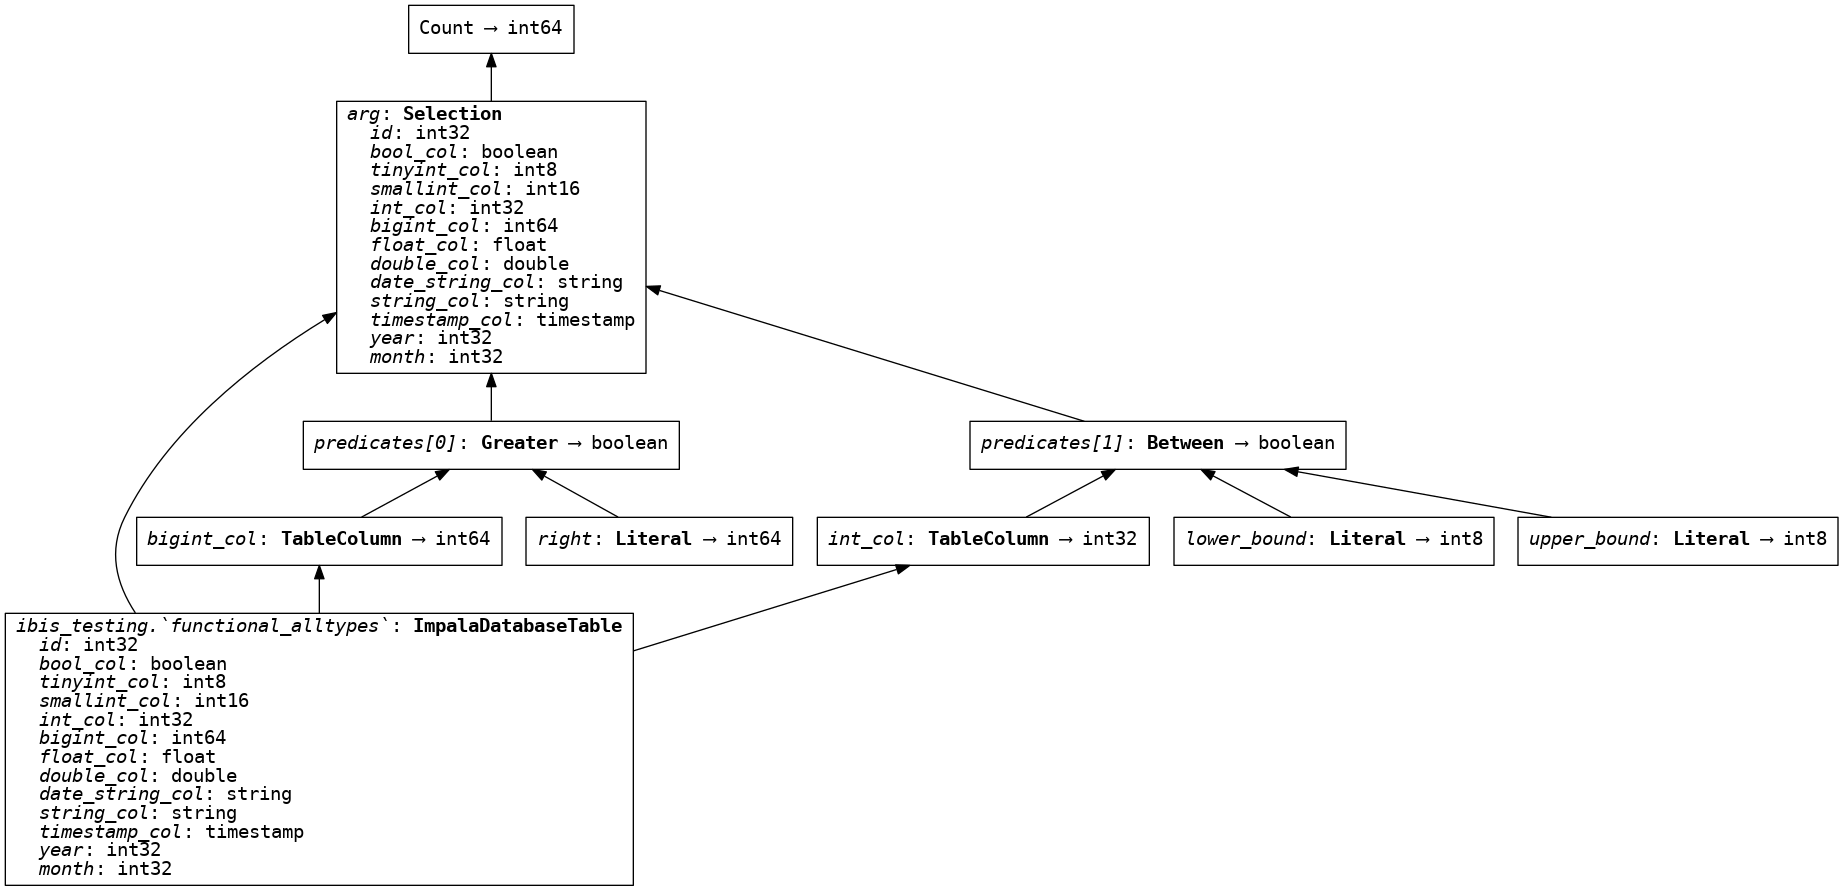 Count → int64
arg: Selection
id: int32
bool_col: boolean
tinyint_col: int8
smallint_col: int16
int_col: int32
bigint_col: int64
float_col: float
double_col: double
date_string_col: string
string_col: string
timestamp_col: timestamp
year: int32
month: int32
predicates[0]: Greater → boolean
predicates[1]: Between → boolean
bigint_col: TableColumn → int64
right: Literal → int64
int_col: TableColumn → int32
lower_bound: Literal → int8
upper_bound: Literal → int8
ibis_testing.`functional_alltypes`: ImpalaDatabaseTable
id: int32
bool_col: boolean
tinyint_col: int8
smallint_col: int16
int_col: int32
bigint_col: int64
float_col: float
double_col: double
date_string_col: string
string_col: string
timestamp_col: timestamp
year: int32
month: int32